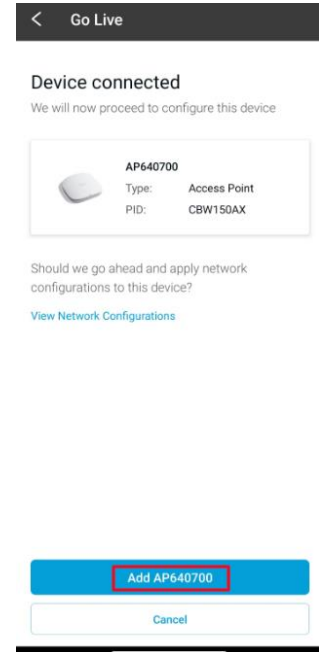 Go Live
Device connected
We will now proceed to configure this device
AP640700
Type: Access Point
PID: CBW150AX
Should we go ahead and apply network
configurations to this device?
View Network Configurations
Add AP640700
Cancel